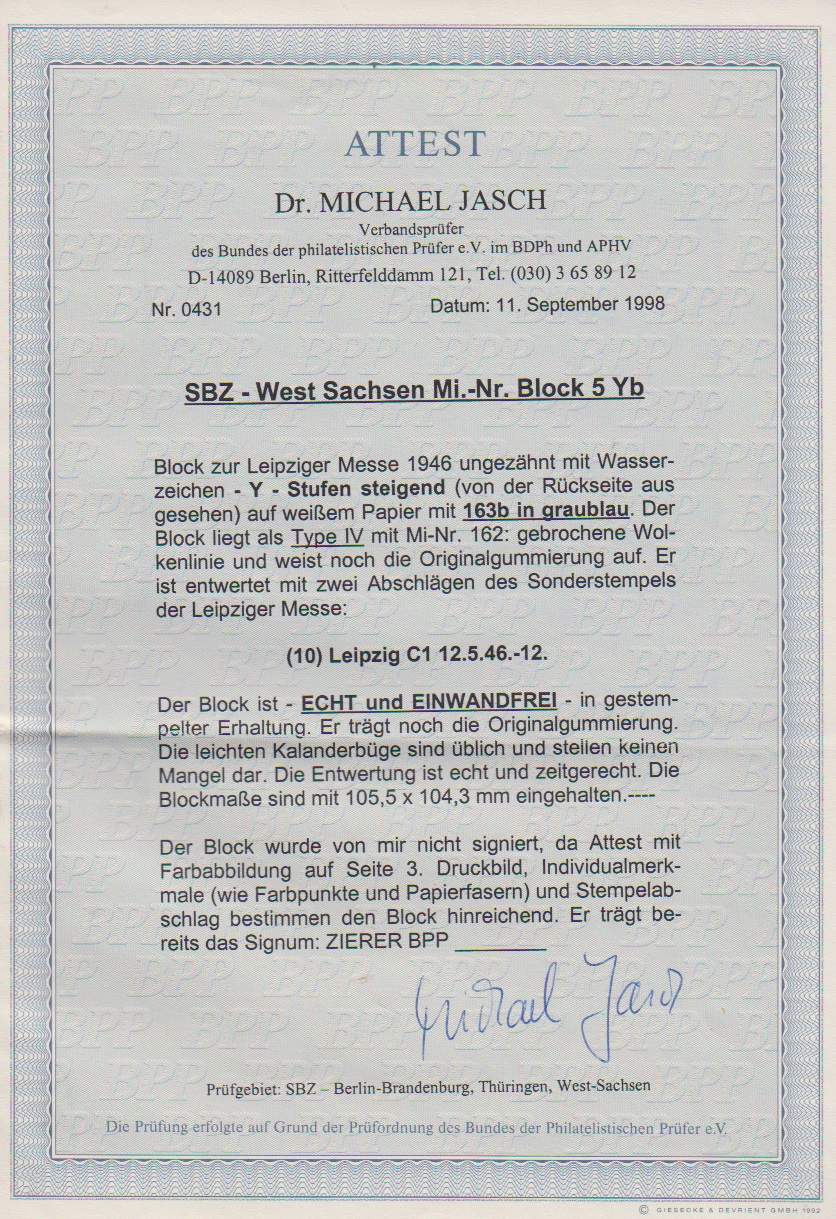 ATTEST
Dr. MICHAEL JASCH
Verbandsprüfer
des Bundes der philatelistischen Prüfer e.V. im BDPh und APHV
D-14089 Berlin, Ritterfelddamm 121, Tel. (030) 3 65 89 12
Nr. 0431 Datum: 11. September 1998
SBZ - West Sachsen Mi.-Nr. Block 5 Yb
Block zur Leipziger Messe 1946 ungezähnt mit Wasser-
zeichen - Y - Stufen steigend (von der Rückseite aus
gesehen) auf weißem Papier mit 163b in graublau. Der
Block liegt als Type IV mit Mi-Nr. 162: gebrochene Wol-
kenlinie und weist noch die Originalgummierung auf. Er
ist entwertet mit zwei Abschlägen des Sonderstempels
der Leipziger Messe:
(10) Leipzig C1 12.5.46.-12.
Der Block ist - ECHT und EINWANDFREI - in gestem-
pelter Erhaltung. Er trägt noch die Originalgummierung.
Die leichten Kalanderbüge sind üblich und stellen keinen
Mangel dar. Die Entwertung ist echt und zeitgerecht. Die
Blockmaße sind mit 105,5 x 104,3 mm eingehalten.----
Der Block wurde von mir nicht signiert, da Attest mit
Farbabbildung auf Seite 3. Druckbild, Individualmerk-
male (wie Farbpunkte und Papierfasern) und Stempelab-
schlag bestimmen den Block hinreichend. Er trägt be-
reits das Signum: ZIERER BPP
Michael Jasch
Prüfgebiet: SBZ – Berlin-Brandenburg, Thüringen, West-Sachsen
Die Prüfung erfolgte auf Grund der Prüfordnung des Bundes der Philatelistischen Prüfer e.V.
© GIESECKE & DEVRIENT GMBH 1992